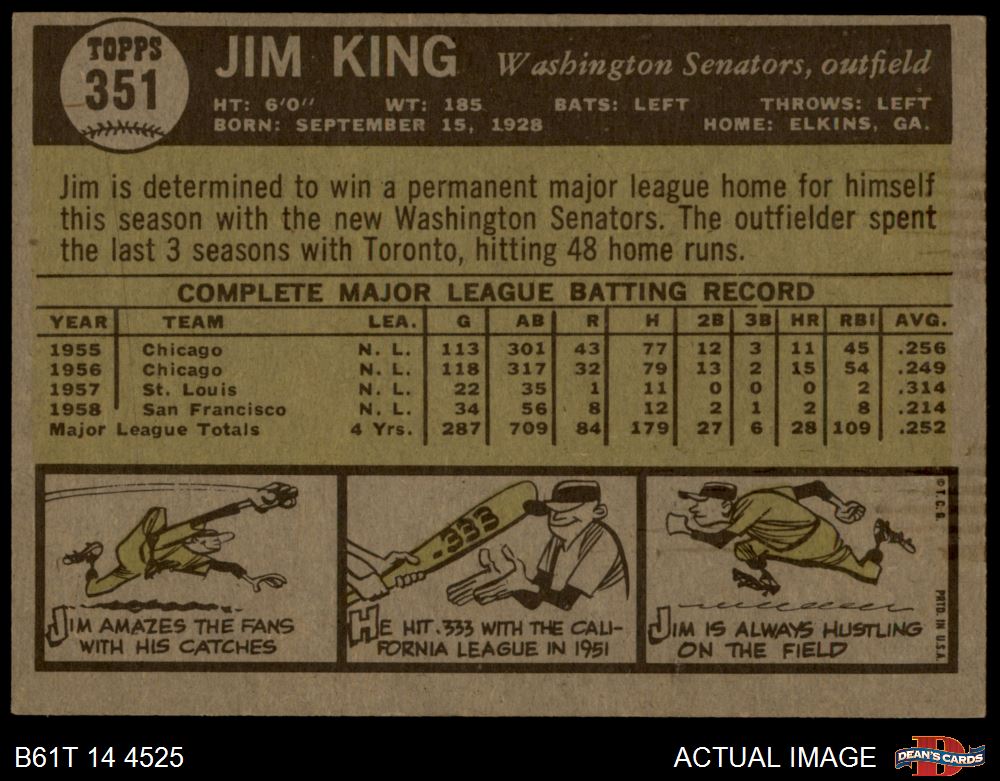 TOPPS
351
JIM KING Washington Senators, outfield
HT: 6'0" WT: 185 BATS: LEFT THROWS: LEFT
BORN: SEPTEMBER 15, 1928 HOME: ELKINS, GA.
Jim is determined to win a permanent major league home for himself
this season with the new Washington Senators. The outfielder spent
the last 3 seasons with Toronto, hitting 48 home runs.
COMPLETE MAJOR LEAGUE BATTING RECORD
YEAR TEAM LEA. G AB R H 2B 3B HR RBI AVG.
1955 Chicago N. L. 113 301 43 77 12 3 11 45 .256
1956 Chicago N. L. 118 317 32 79 13 2 15 54 .249
1957 St. Louis N. L. 22 35 1 11 0 0 0 2 .314
1958 San Francisco N. L. 34 56 8 12 2 1 2 8 .214
Major League Totals 4 Yrs. 287 709 84 179 27 6 28 109 .252
.333
JIM AMAZES THE FANS
WITH HIS CATCHES
HE HIT .333 WITH THE CALI-
FORNIA LEAGUE IN 1951
JIM IS ALWAYS HUSTLING
ON THE FIELD
© T. C. G.
PRTD. IN U.S.A.
B61T 14 4525
ACTUAL IMAGE
D
DEAN'S CARDS